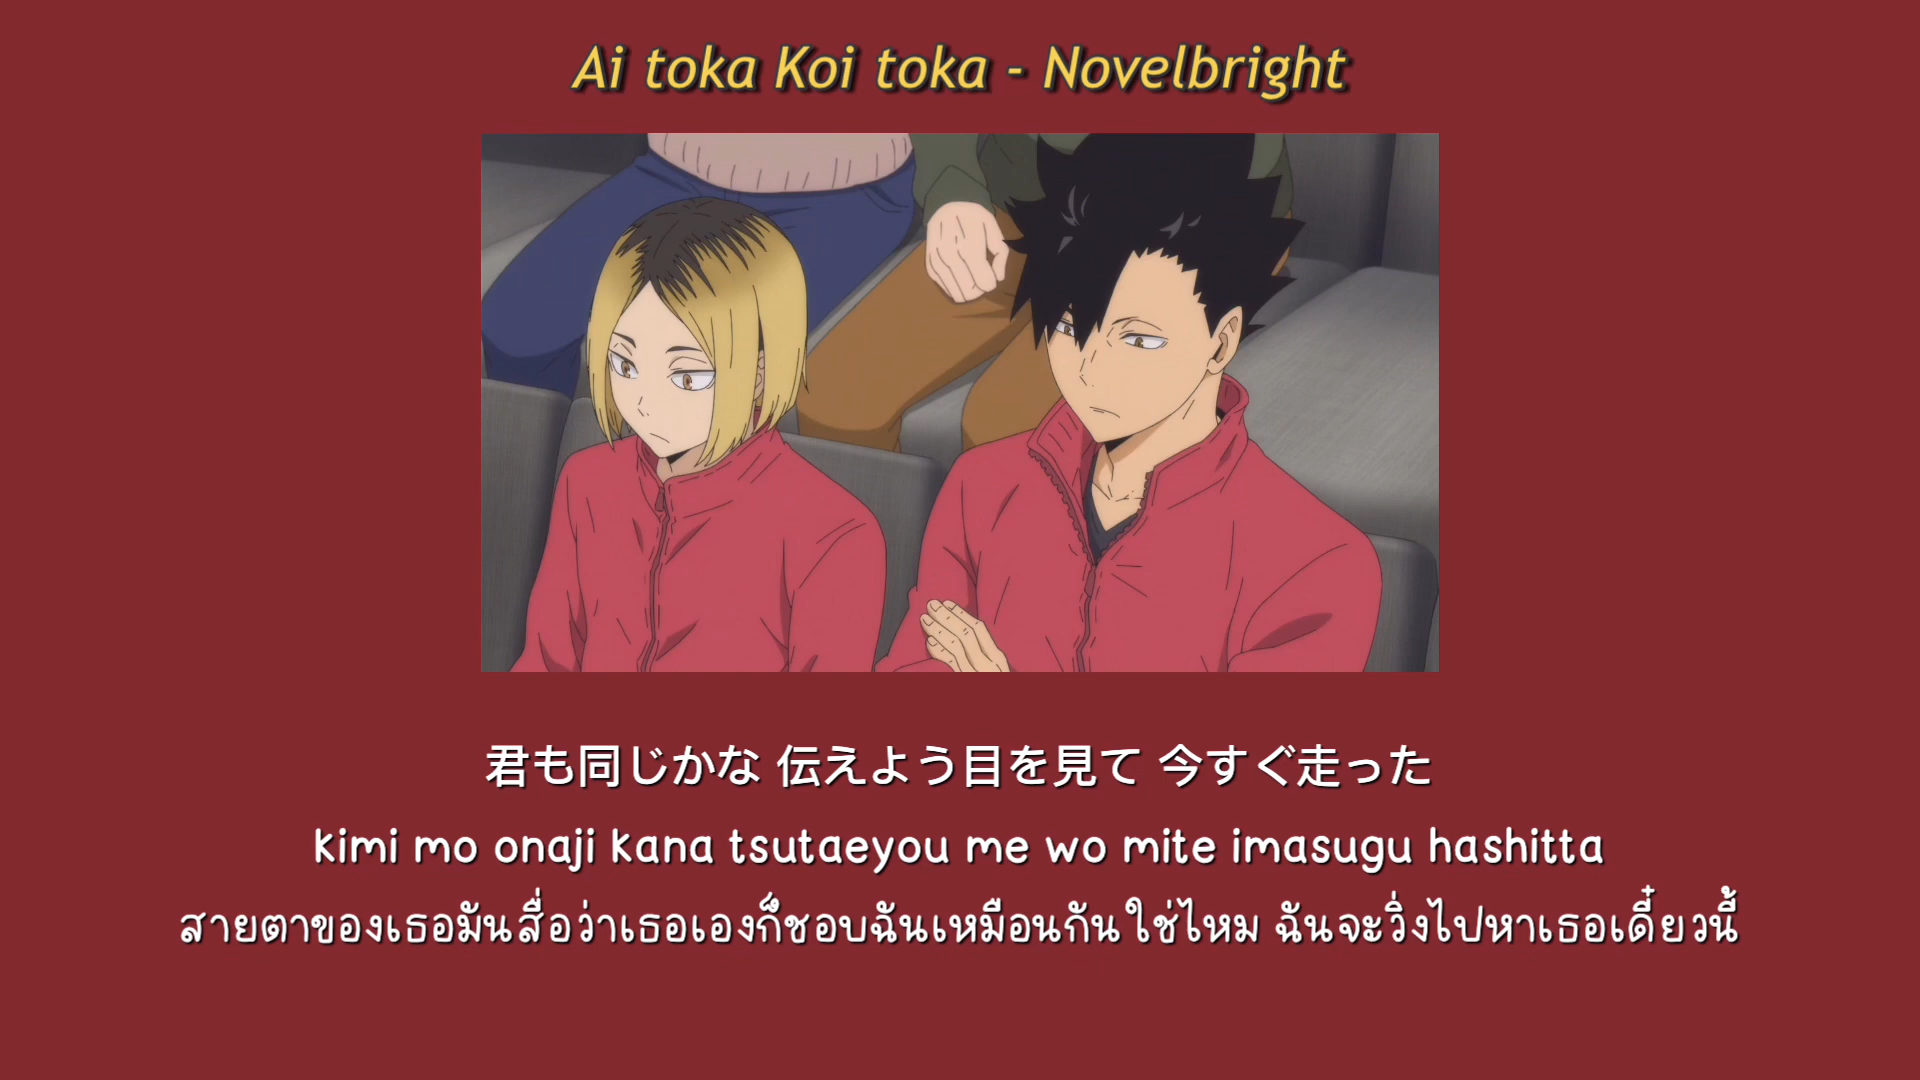 Ai toka Koi toka - Novelbright
君も同じかな 伝えよう目を見て 今すぐ走った
kimi mo onaji kana tsutaeyou me wo mite imasugu hashitta
สายตาของเธอมันสื่อว่าเธอเองก็ชอบฉันเหมือนกันใช่ไหม ฉันจะวิ่งไปหาเธอเดี๋ยวนี้